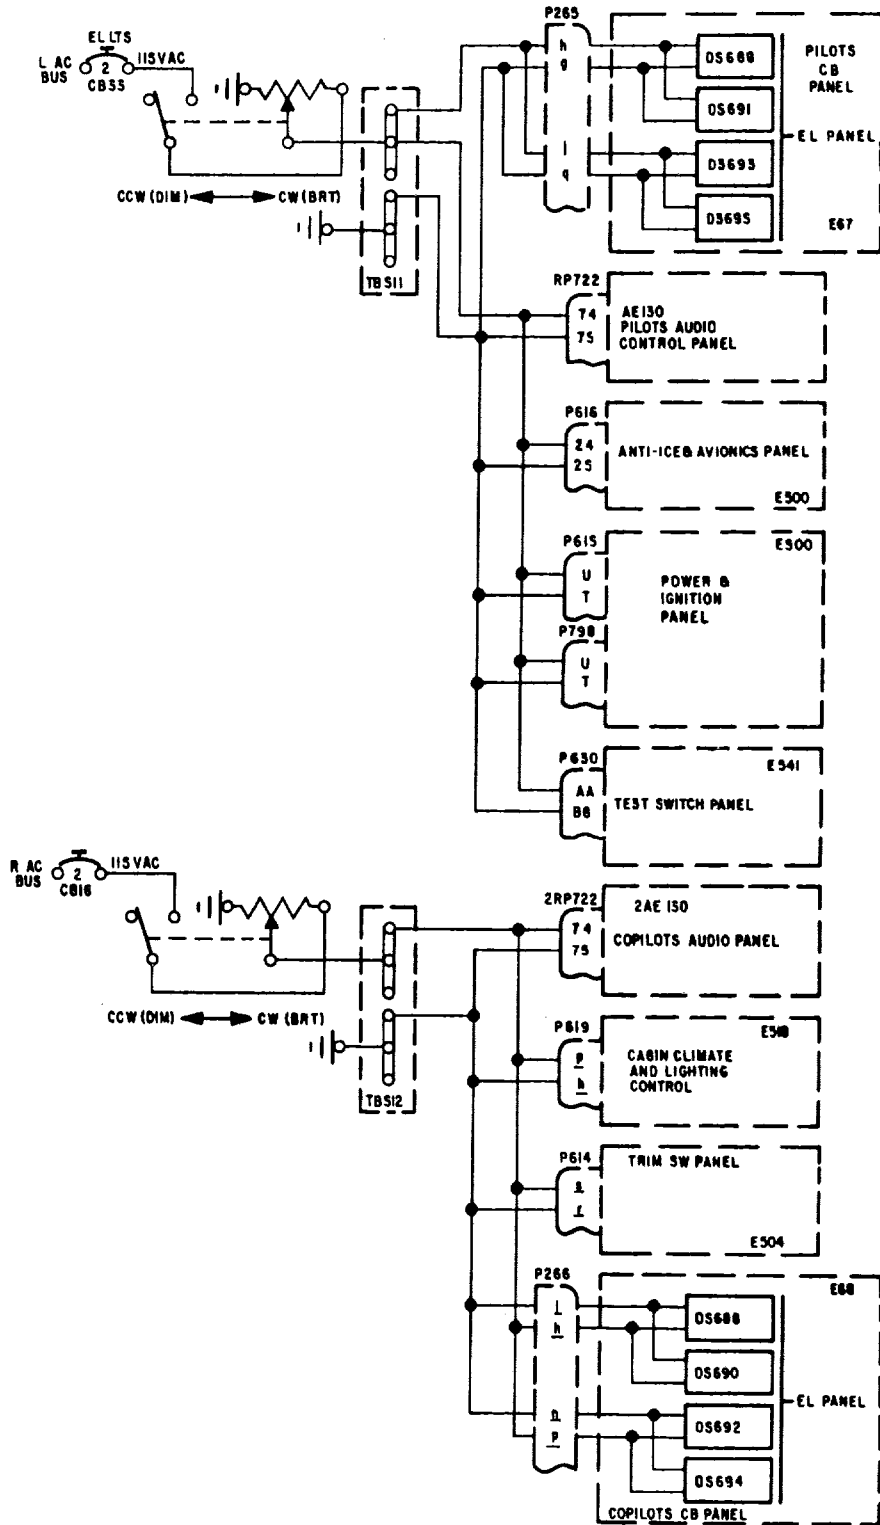 P265
EL LTS
L AC
BUS
2
115VAC
CB33
h
g
l
q
DS688
DS691
DS693
DS695
PILOTS
CB
PANEL
EL PANEL
E67
CCW (DIM)
CW (BRT)
TB511
RP722
74
75
AE130
PILOTS AUDIO
CONTROL PANEL
P616
24
25
ANTI-ICE & AVIONICS PANEL
E500
P615
U
T
E500
POWER &
IGNITION
PANEL
P798
U
T
P630
AA
BB
E541
TEST SWITCH PANEL
R AC
BUS
2
115 VAC
CB16
CCW (DIM)
CW (BRT)
TB512
2RP722
74
75
2AE 130
COPILOTS AUDIO PANEL
P619
p
h
E518
CABIN CLIMATE
AND LIGHTING
CONTROL
P614
s
r
TRIM SW PANEL
E504
P266
h
n
p
E68
DS688
DS690
DS692
DS694
EL PANEL
COPILOTS CB PANEL